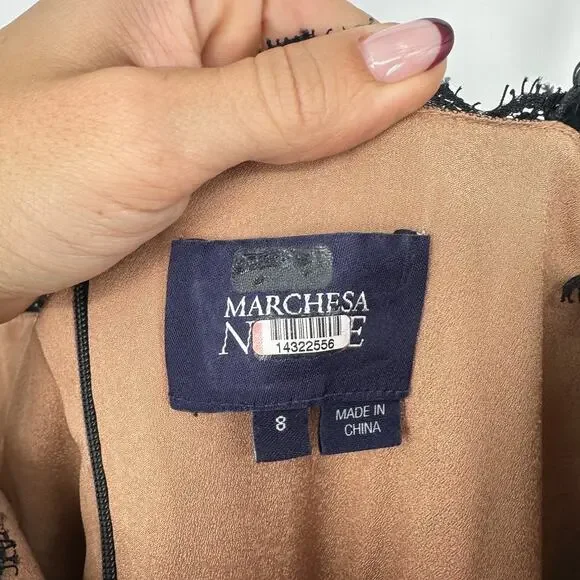 MARCHESA
N E
14322556
8
MADE IN
CHINA